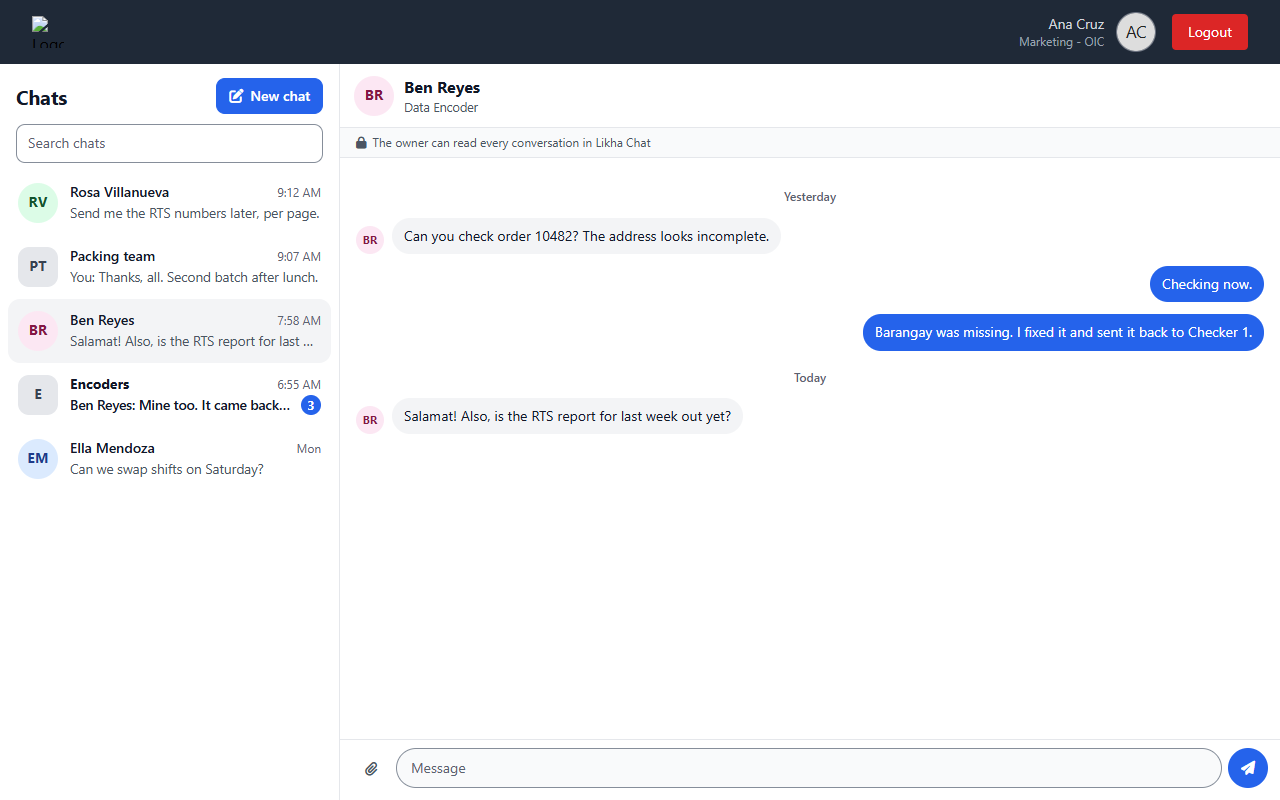 Ana Cruz
Marketing - OIC
AC
Logout
Chats
New chat
Search chats
RV
Rosa Villanueva
9:12 AM
Send me the RTS numbers later, per page.
PT
Packing team
9:07 AM
You: Thanks, all. Second batch after lunch.
BR
Ben Reyes
7:58 AM
Salamat! Also, is the RTS report for last ...
E
Encoders
6:55 AM
Ben Reyes: Mine too. It came back...
3
EM
Ella Mendoza
Mon
Can we swap shifts on Saturday?
BR
Ben Reyes
Data Encoder
The owner can read every conversation in Likha Chat
Yesterday
BR
Can you check order 10482? The address looks incomplete.
Checking now.
Barangay was missing. I fixed it and sent it back to Checker 1.
Today
BR
Salamat! Also, is the RTS report for last week out yet?
Message